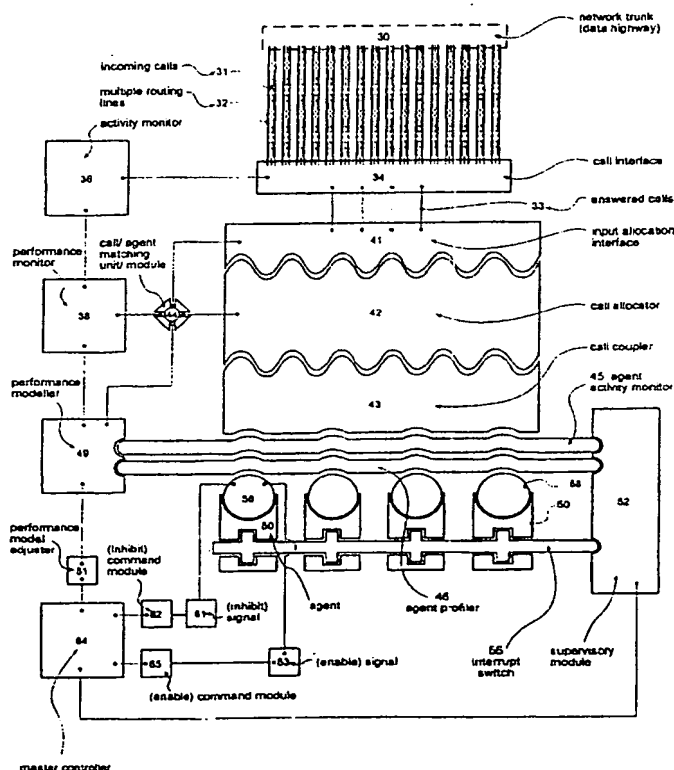 network trunk
(data highway)
30
incoming calls
31
multiple routing
lines
32
activity monitor
36
34
call interface
33
answered calls
41
input allocation
interface
call/ agent
matching
unit/ module
performance
monitor
38
44
42
call allocator
call coupler
performance
modeller
43
45 agent
activity monitor
49
58
58
52
60
50
performance
model
adjuster
51
(inhibit)
command
module
62
61
(inhibit)
signal
agent
46
agent profiler
64
65
63
(enable) signal
66
interrupt
switch
supervisory
module
(enable) command module
master controller